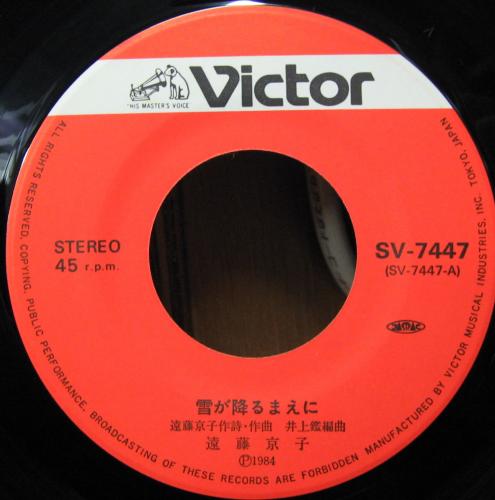 Victor
"HIS MASTER'S VOICE"
STEREO
45 r.p.m.
SV-7447
(SV-7447-A)
雪が降るまえに
遠藤京子作詩・作曲 井上鑑編曲
遠藤京子
Ⓟ1984
ALL RIGHTS RESERVED. COPYING, PUBLIC PERFORMANCE, BROADCASTING OF THESE RECORDS ARE FORBIDDEN MANUFACTURED BY VICTOR MUSICAL INDUSTRIES, INC. TOKYO, JAPAN